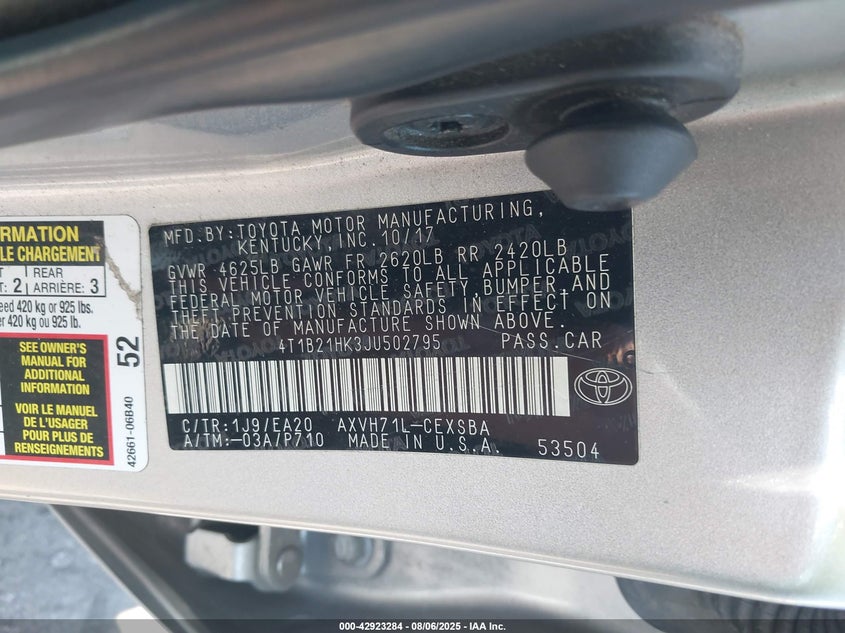 RMATION
LE CHARGEMENT
2 REAR
ARRIÈRE: 3
eed 420 kg or 925 lbs.
r 420 kg ou 925 lb.
SEE OWNER'S
MANUAL FOR
ADDITIONAL
INFORMATION
VOIR LE MANUEL
DE L'USAGER
POUR PLUS DE
RENSEIGNEMENTS
52
42661-06B40
MFD.BY:TOYOTA MOTOR MANUFACTURING,
KENTUCKY,INC.10/17
GVWR 4625LB GAWR FR 2620LB RR 2420LB
THIS VEHICLE CONFORMS TO ALL APPLICABLE
FEDERAL MOTOR VEHICLE SAFETY,BUMPER,AND
THEFT PREVENTION STANDARDS IN EFFECT ON
THE DATE OF MANUFACTURE SHOWN ABOVE.
4T1B21HK3JU502795 PASS.CAR
C/TR:1J9/EA20 AXVH71L-CEXSBA
A/TM:-03A/P710 MADE IN U.S.A. 53504
000-42923284 - 08/06/2025 - IAA Inc.